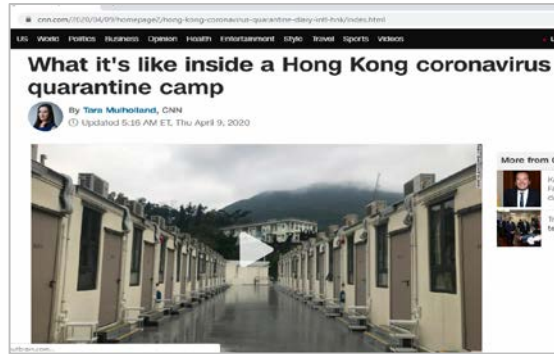 cnn.com/2020/04/09/homepage2/hong-kong-coronavirus-quarantine-diary-intl-hnk/index.html
US World Politics Business Opinion Health Entertainment Style Travel Sports Videos
What it's like inside a Hong Kong coronavirus
quarantine camp
By Tara Mulholland, CNN
Updated 5:16 AM ET, Thu April 9, 2020
More from